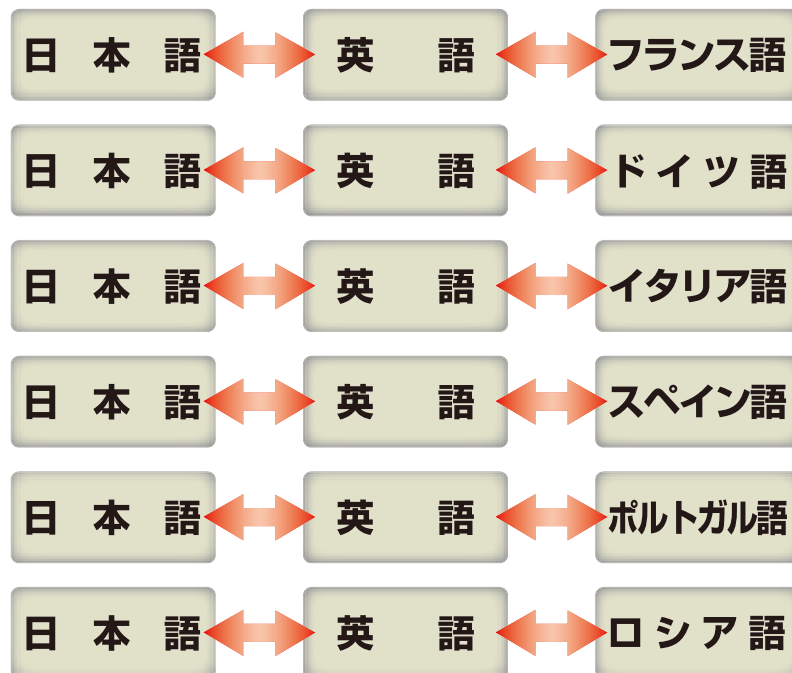 日本語 英語 フランス語
日本語 英語 ドイツ語
日本語 英語 イタリア語
日本語 英語 スペイン語
日本語 英語 ポルトガル語
日本語 英語 ロシア語